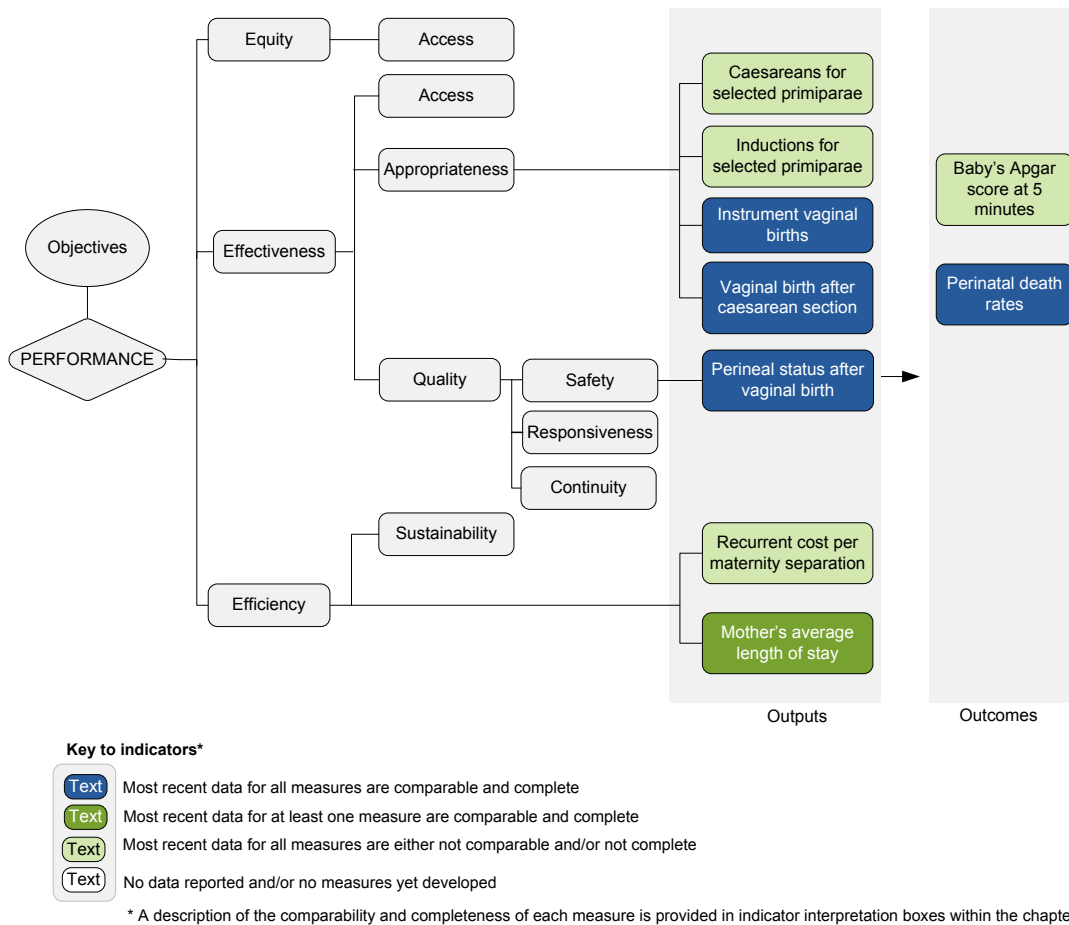 Equity
Access
Access
Caesareans for
selected primiparae
Inductions for
selected primiparae
Appropriateness
Baby's Apgar
score at 5
minutes
Instrument vaginal
births
Objectives
Effectiveness
Vaginal birth after
caesarean section
Perinatal death
rates
PERFORMANCE
Quality
Safety
Perineal status after
vaginal birth
Responsiveness
Continuity
Sustainability
Recurrent cost per
maternity separation
Efficiency
Mother's average
length of stay
Outputs
Outcomes
Key to indicators*
Text Most recent data for all measures are comparable and complete
Text Most recent data for at least one measure are comparable and complete
Text Most recent data for all measures are either not comparable and/or not complete
Text No data reported and/or no measures yet developed
* A description of the comparability and completeness of each measure is provided in indicator interpretation boxes within the chapte